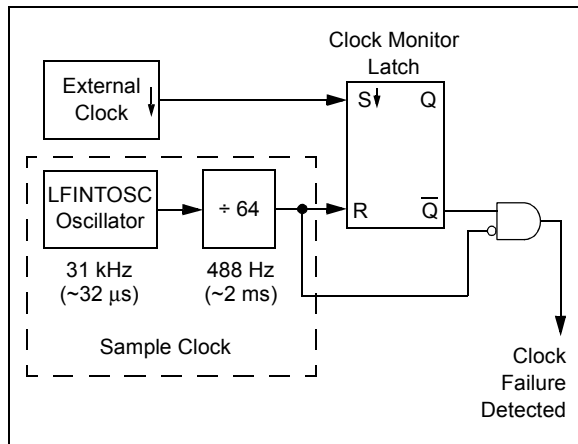 Clock Monitor
Latch
External
Clock
S
Q
LFINTOSC
Oscillator
÷ 64
R
Q̅
31 kHz
(~32 μs)
488 Hz
(~2 ms)
Sample Clock
Clock
Failure
Detected